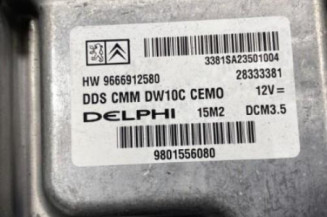 3381SA23501004
HW 9666912580 28333381
DDS CMM DW10C CEMO 12V=
DELPHI 15M2 DCM3.5
9801556080